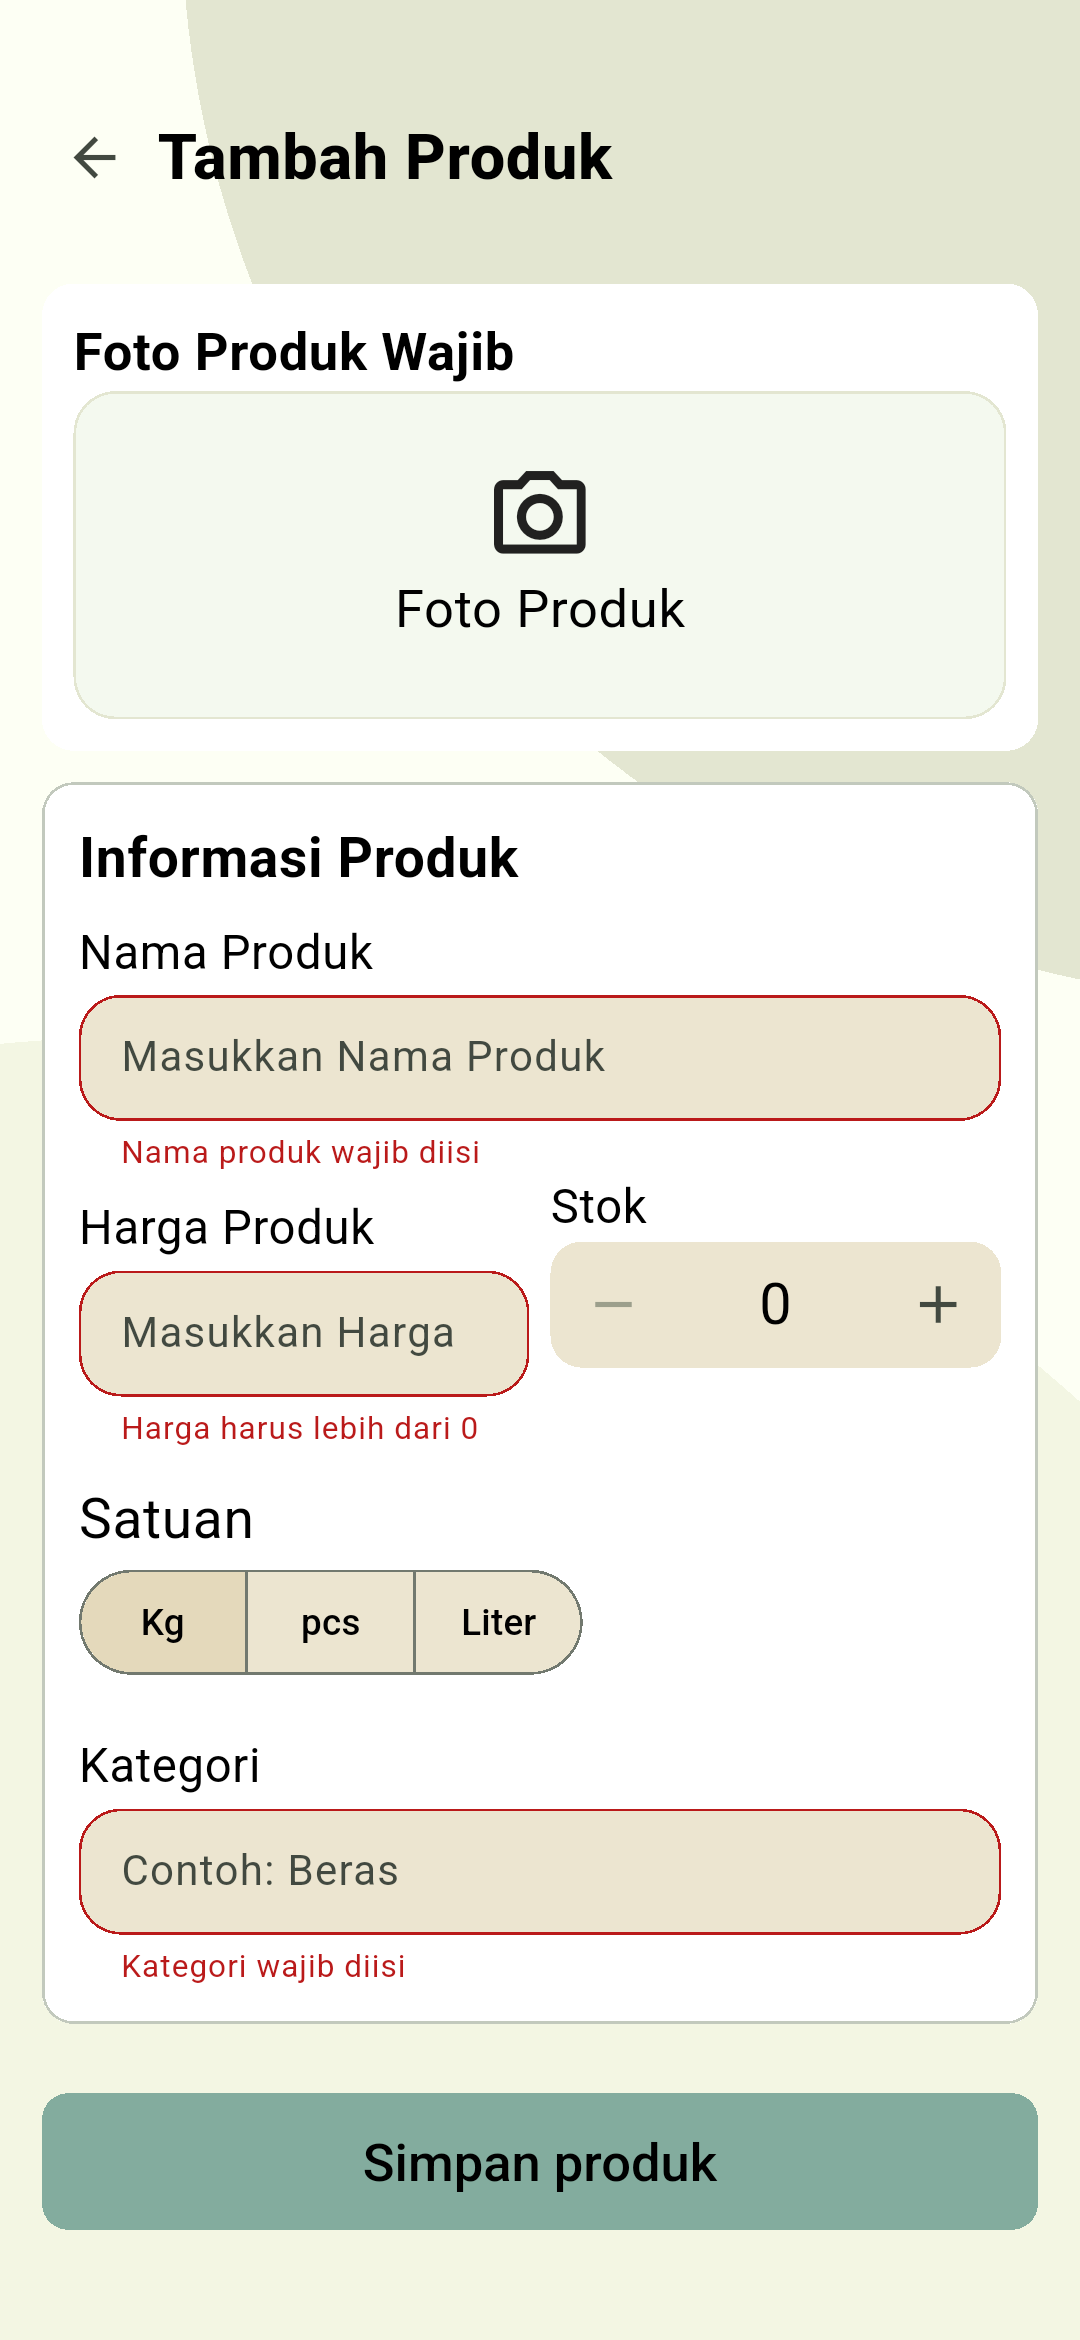 Tambah Produk
Foto Produk Wajib
Foto Produk
Informasi Produk
Nama Produk
Masukkan Nama Produk
Nama produk wajib diisi
Harga Produk
Masukkan Harga
Harga harus lebih dari 0
Stok
0
Satuan
Kg pcs Liter
Kategori
Contoh: Beras
Kategori wajib diisi
Simpan produk